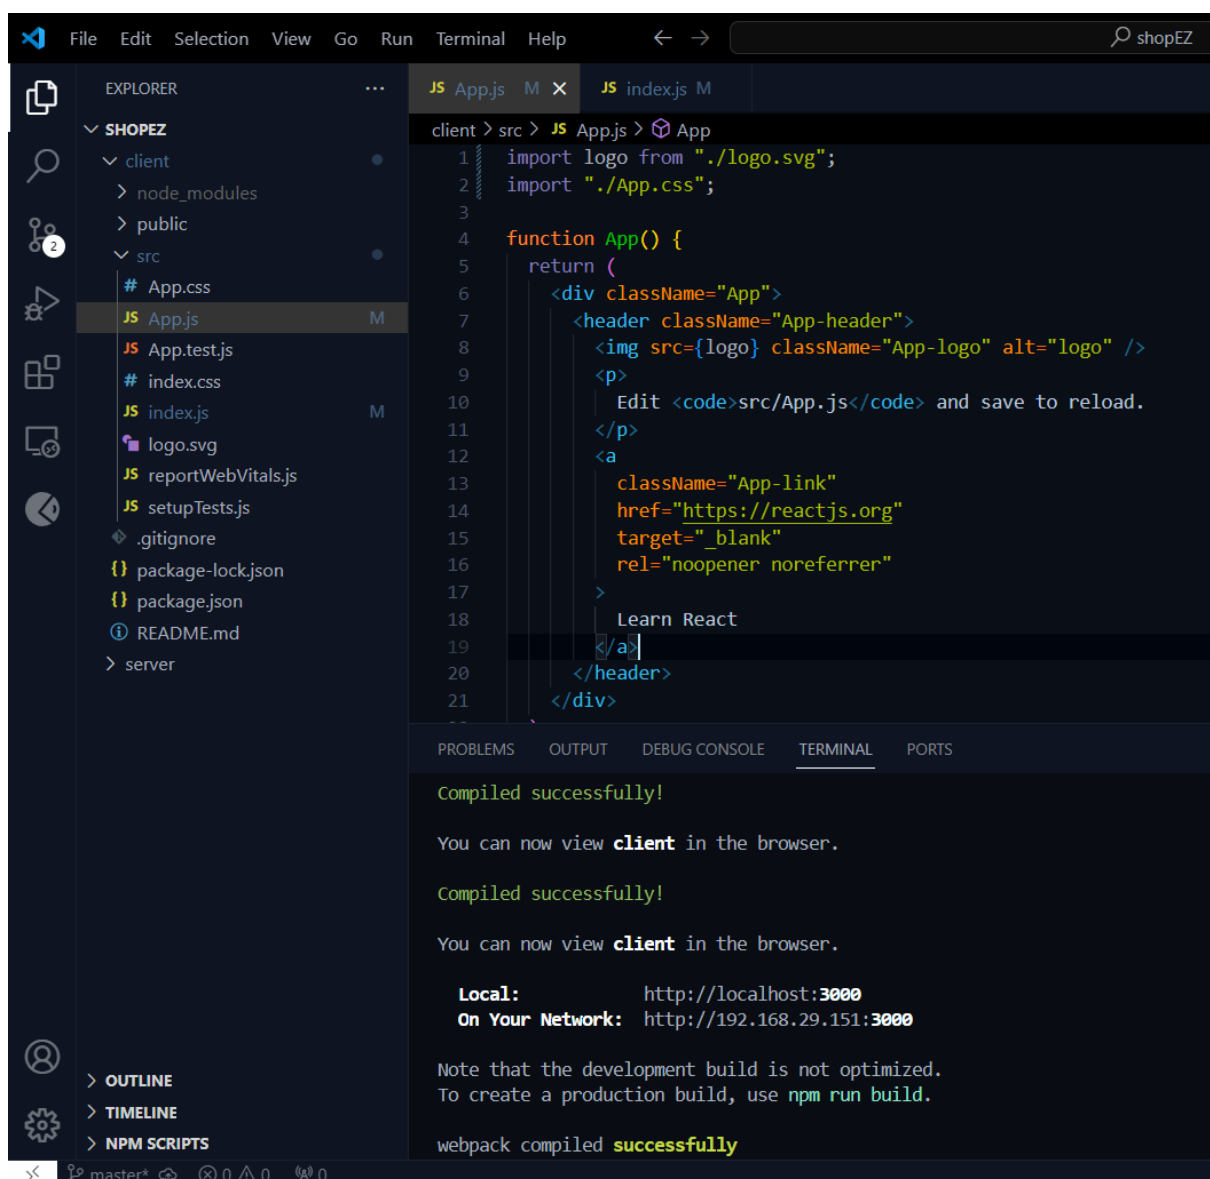 File Edit Selection View Go Run Terminal Help shopEZ
EXPLORER ...
SHOPEZ
client
node_modules
public
src
# App.css
JS App.js M
JS App.test.js
# index.css
JS index.js M
logo.svg
JS reportWebVitals.js
JS setupTests.js
.gitignore
{} package-lock.json
{} package.json
README.md
server
OUTLINE
TIMELINE
NPM SCRIPTS
2
JS App.js M JS index.js M
client > src > JS App.js > App
1 import logo from "./logo.svg";
2 import "./App.css";
3
4 function App() {
5 return (
6 <div className="App">
7 <header className="App-header">
8 <img src={logo} className="App-logo" alt="logo" />
9 <p>
10 Edit <code>src/App.js</code> and save to reload.
11 </p>
12 <a
13 className="App-link"
14 href="https://reactjs.org"
15 target="_blank"
16 rel="noopener noreferrer"
17 >
18 Learn React
19 </a>
20 </header>
21 </div>
PROBLEMS OUTPUT DEBUG CONSOLE TERMINAL PORTS
Compiled successfully!
You can now view client in the browser.
Compiled successfully!
You can now view client in the browser.
Local: http://localhost:3000
On Your Network: http://192.168.29.151:3000
Note that the development build is not optimized.
To create a production build, use npm run build.
webpack compiled successfully
master* 0 0 0